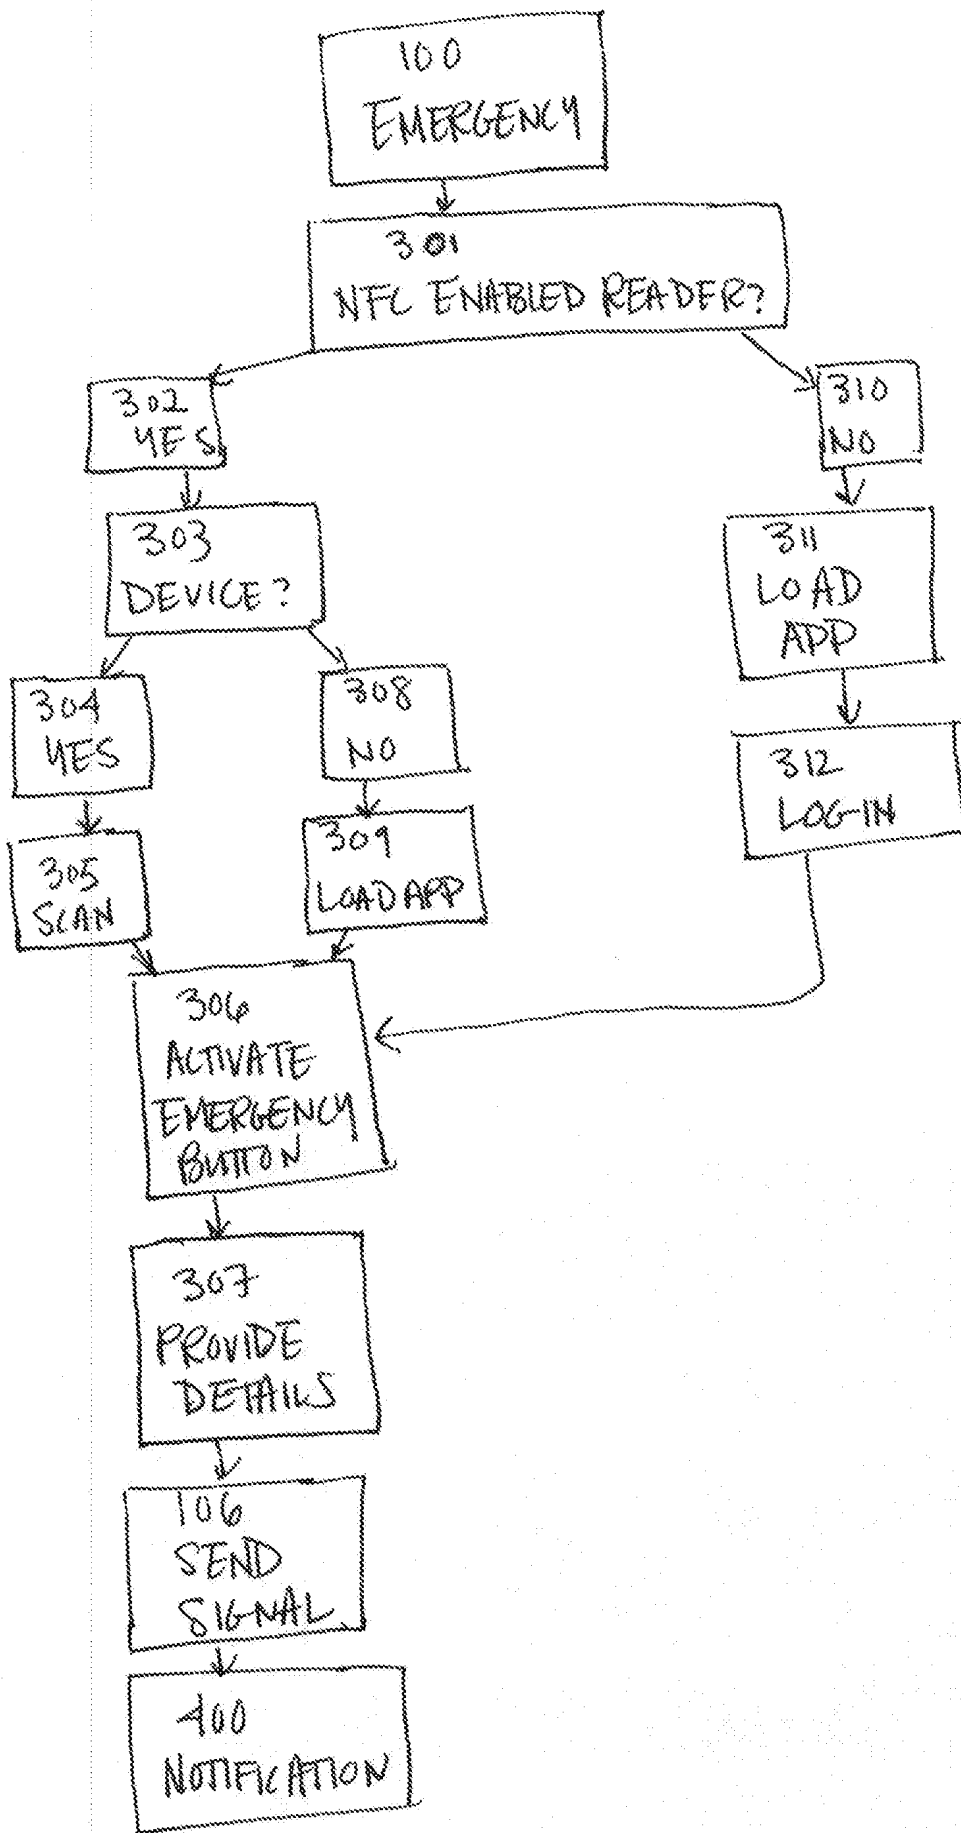 100
EMERGENCY
301
NFC ENABLED READER?
302
YES
310
NO
303
DEVICE?
311
LOAD
APP
304
YES
308
NO
312
LOG-IN
305
SCAN
309
LOAD APP
306
ACTIVATE
EMERGENCY
BUTTON
307
PROVIDE
DETAILS
106
SEND
SIGNAL
400
NOTIFICATION